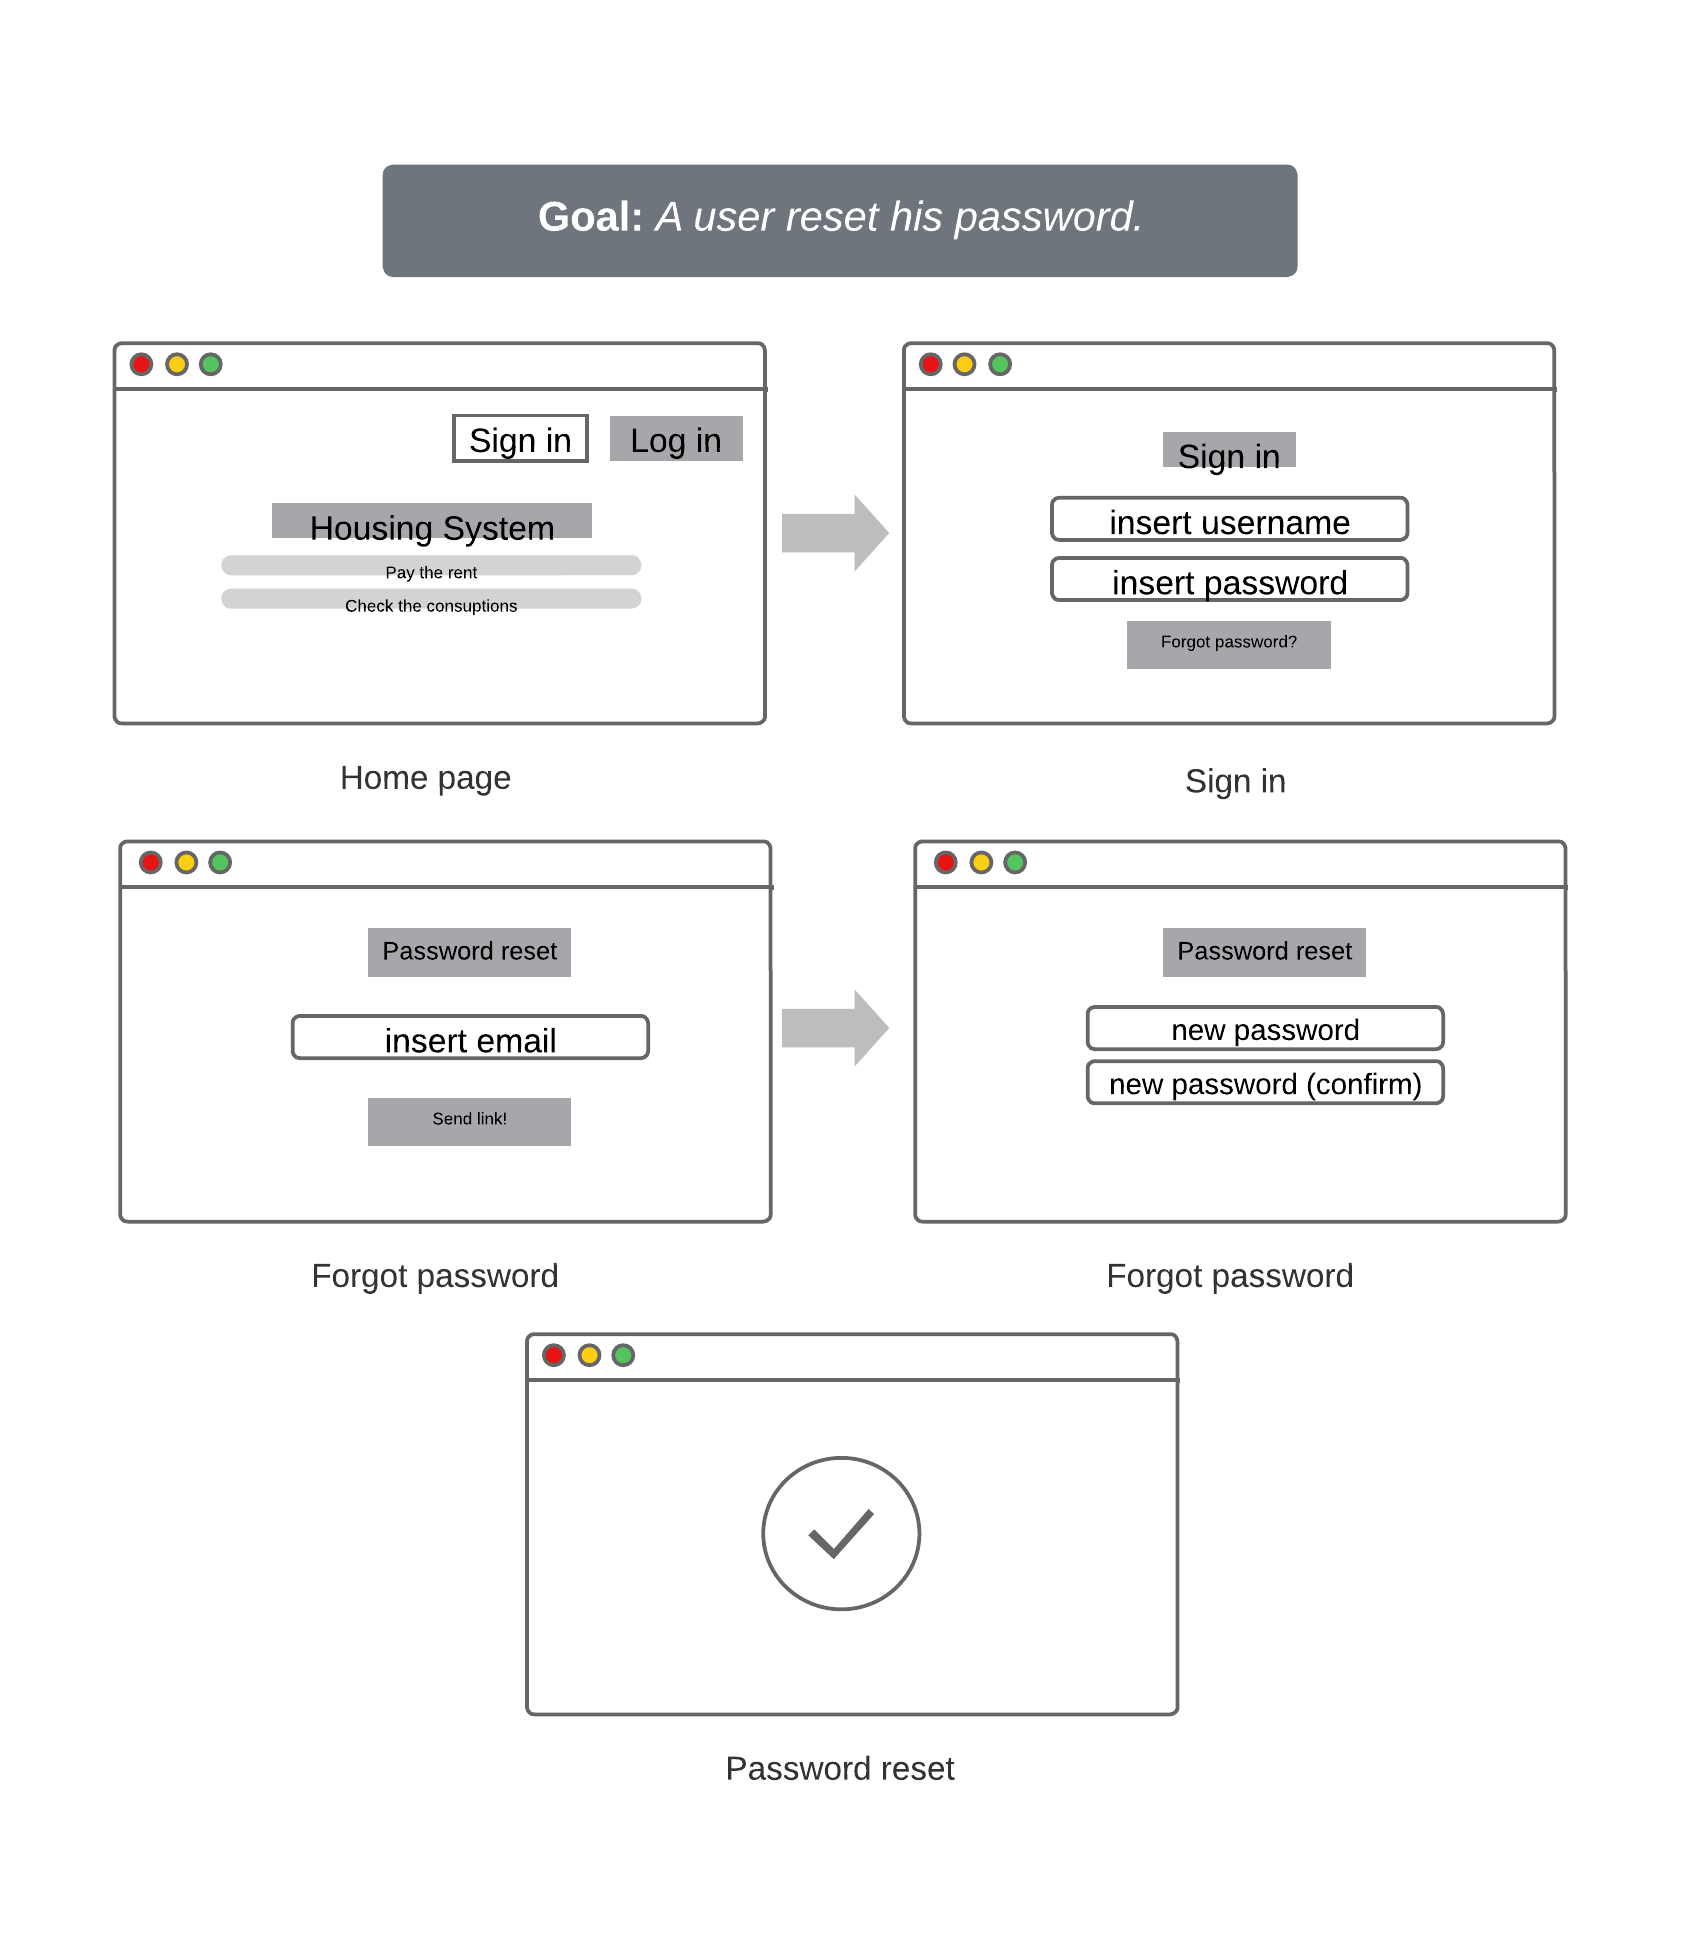 Goal: A user reset his password.
Sign in
Log in
Housing System
Pay the rent
Check the consuptions
Home page
Sign in
insert username
insert password
Forgot password?
Sign in
Password reset
insert email
Send link!
Forgot password
Password reset
new password
new password (confirm)
Forgot password
Password reset